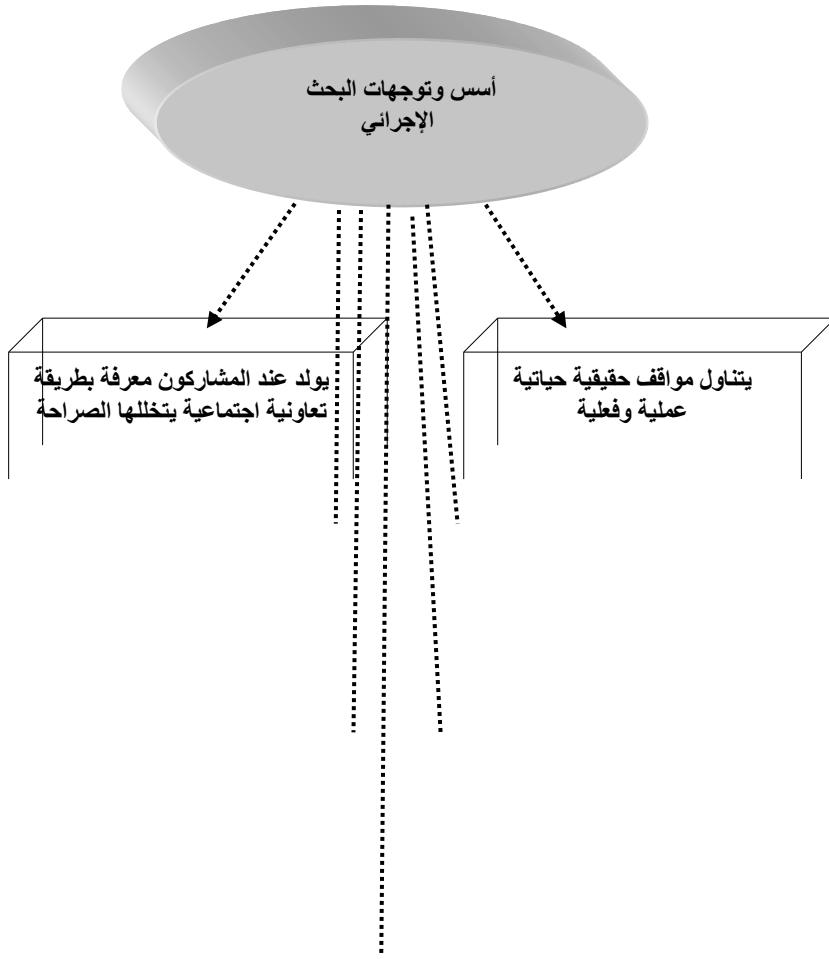 أسس وتوجهات البحث
الإجرائي
يتناول مواقف حقيقية حياتية
عملية وفعلية
يولد عند المشاركون معرفة بطريقة
تعاونية اجتماعية يتخللها الصراحة